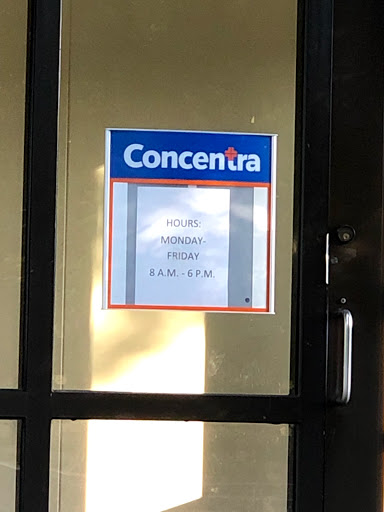 Concentra
HOURS:
MONDAY-
FRIDAY
8 A.M. - 6 P.M.